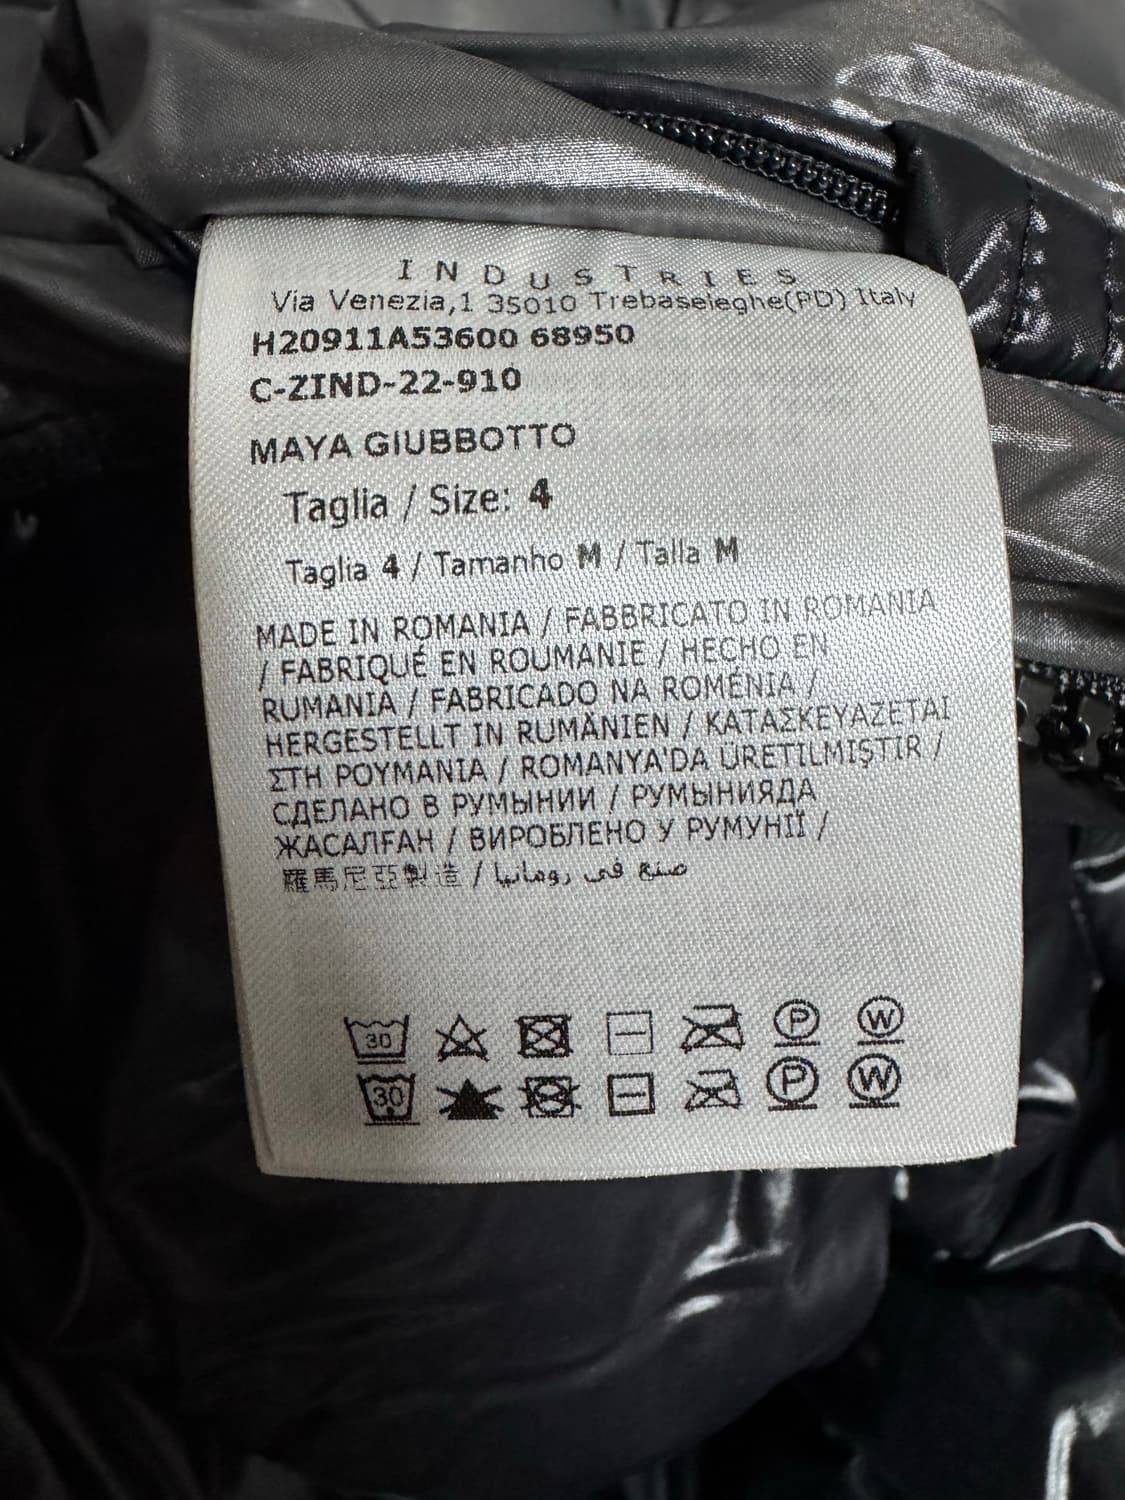 INDUSTRIES
Via Venezia,1 35010 Trebaseleghe(PD) Italy
H20911A53600 68950
C-ZIND-22-910
MAYA GIUBBOTTO
Taglia / Size: 4
Taglia 4 / Tamanho M / Talla M
MADE IN ROMANIA / FABBRICATO IN ROMANIA
/ FABRIQUÉ EN ROUMANIE / HECHO EN
RUMANIA / FABRICADO NA ROMÉNIA /
HERGESTELLT IN RUMÄNIEN / ΚΑΤΑΣΚΕΥΑΖΕΤΑΙ
ΣΤΗ ΡΟΥΜΑΝΙΑ / ROMANYA'DA ÜRETILMIŞTIR /
СДЕЛАНО В РУМЫНИИ / РУМЫНИЯДА
ЖАСАЛҒАН / ВИРОБЛЕНО У РУМУНІЇ /
羅馬尼亞製造 / صنع في رومانيا
30 P W
30 P W